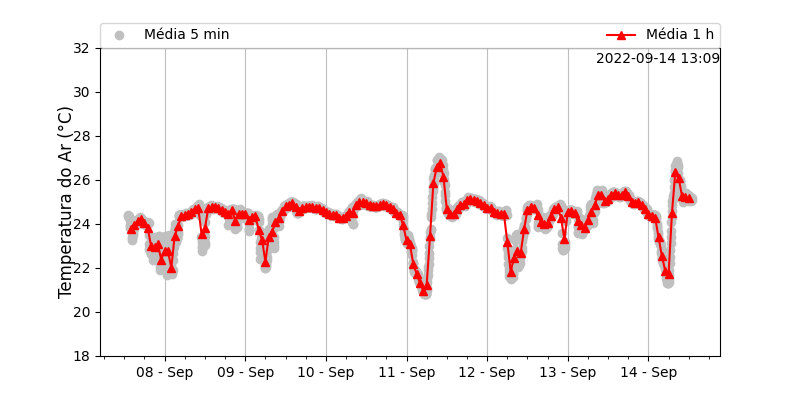 Média 5 min
Média 1 h
2022-09-14 13:09
Temperatura do Ar (°C)
32
30
28
26
24
22
20
18
08 - Sep
09 - Sep
10 - Sep
11 - Sep
12 - Sep
13 - Sep
14 - Sep